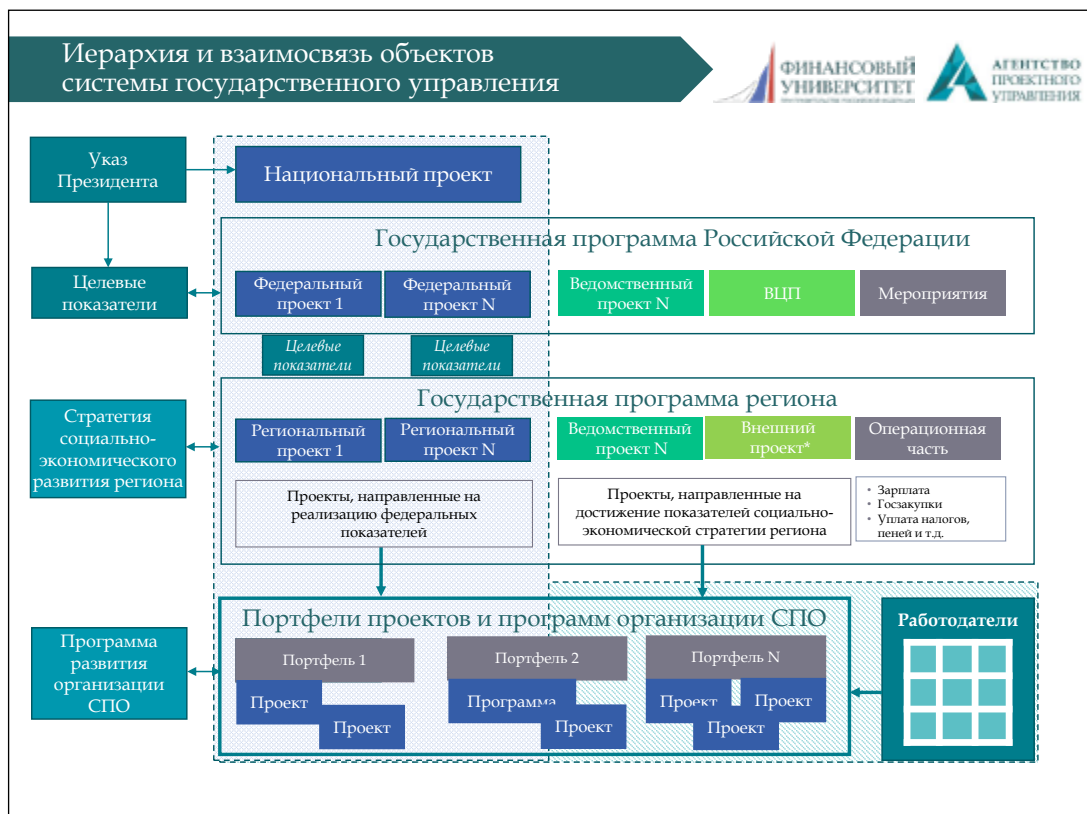 Иерархия и взаимосвязь объектов
системы государственного управления
ФИНАНСОВЫЙ
УНИВЕРСИТЕТ
АГЕНТСТВО
ПРОЕКТНОГО
УПРАВЛЕНИЯ
Указ
Президента
Национальный проект
Государственная программа Российской Федерации
Целевые
показатели
Федеральный
проект 1
Федеральный
проект N
Ведомственный
проект N
ВЦП
Мероприятия
Целевые
показатели
Целевые
показатели
Государственная программа региона
Стратегия
социально-
экономического
развития региона
Региональный
проект 1
Региональный
проект N
Ведомственный
проект N
Внешний
проект*
Операционная
часть
Проекты, направленные на
реализацию федеральных
показателей
Проекты, направленные на
достижение показателей социально-
экономической стратегии региона
• Зарплата
• Госзакупки
• Уплата налогов,
пеней и т.д.
Портфели проектов и программ организации СПО
Работодатели
Программа
развития
организации
СПО
Портфель 1
Портфель 2
Портфель N
Проект
Проект
Программа
Проект
Проект
Проект
Проект